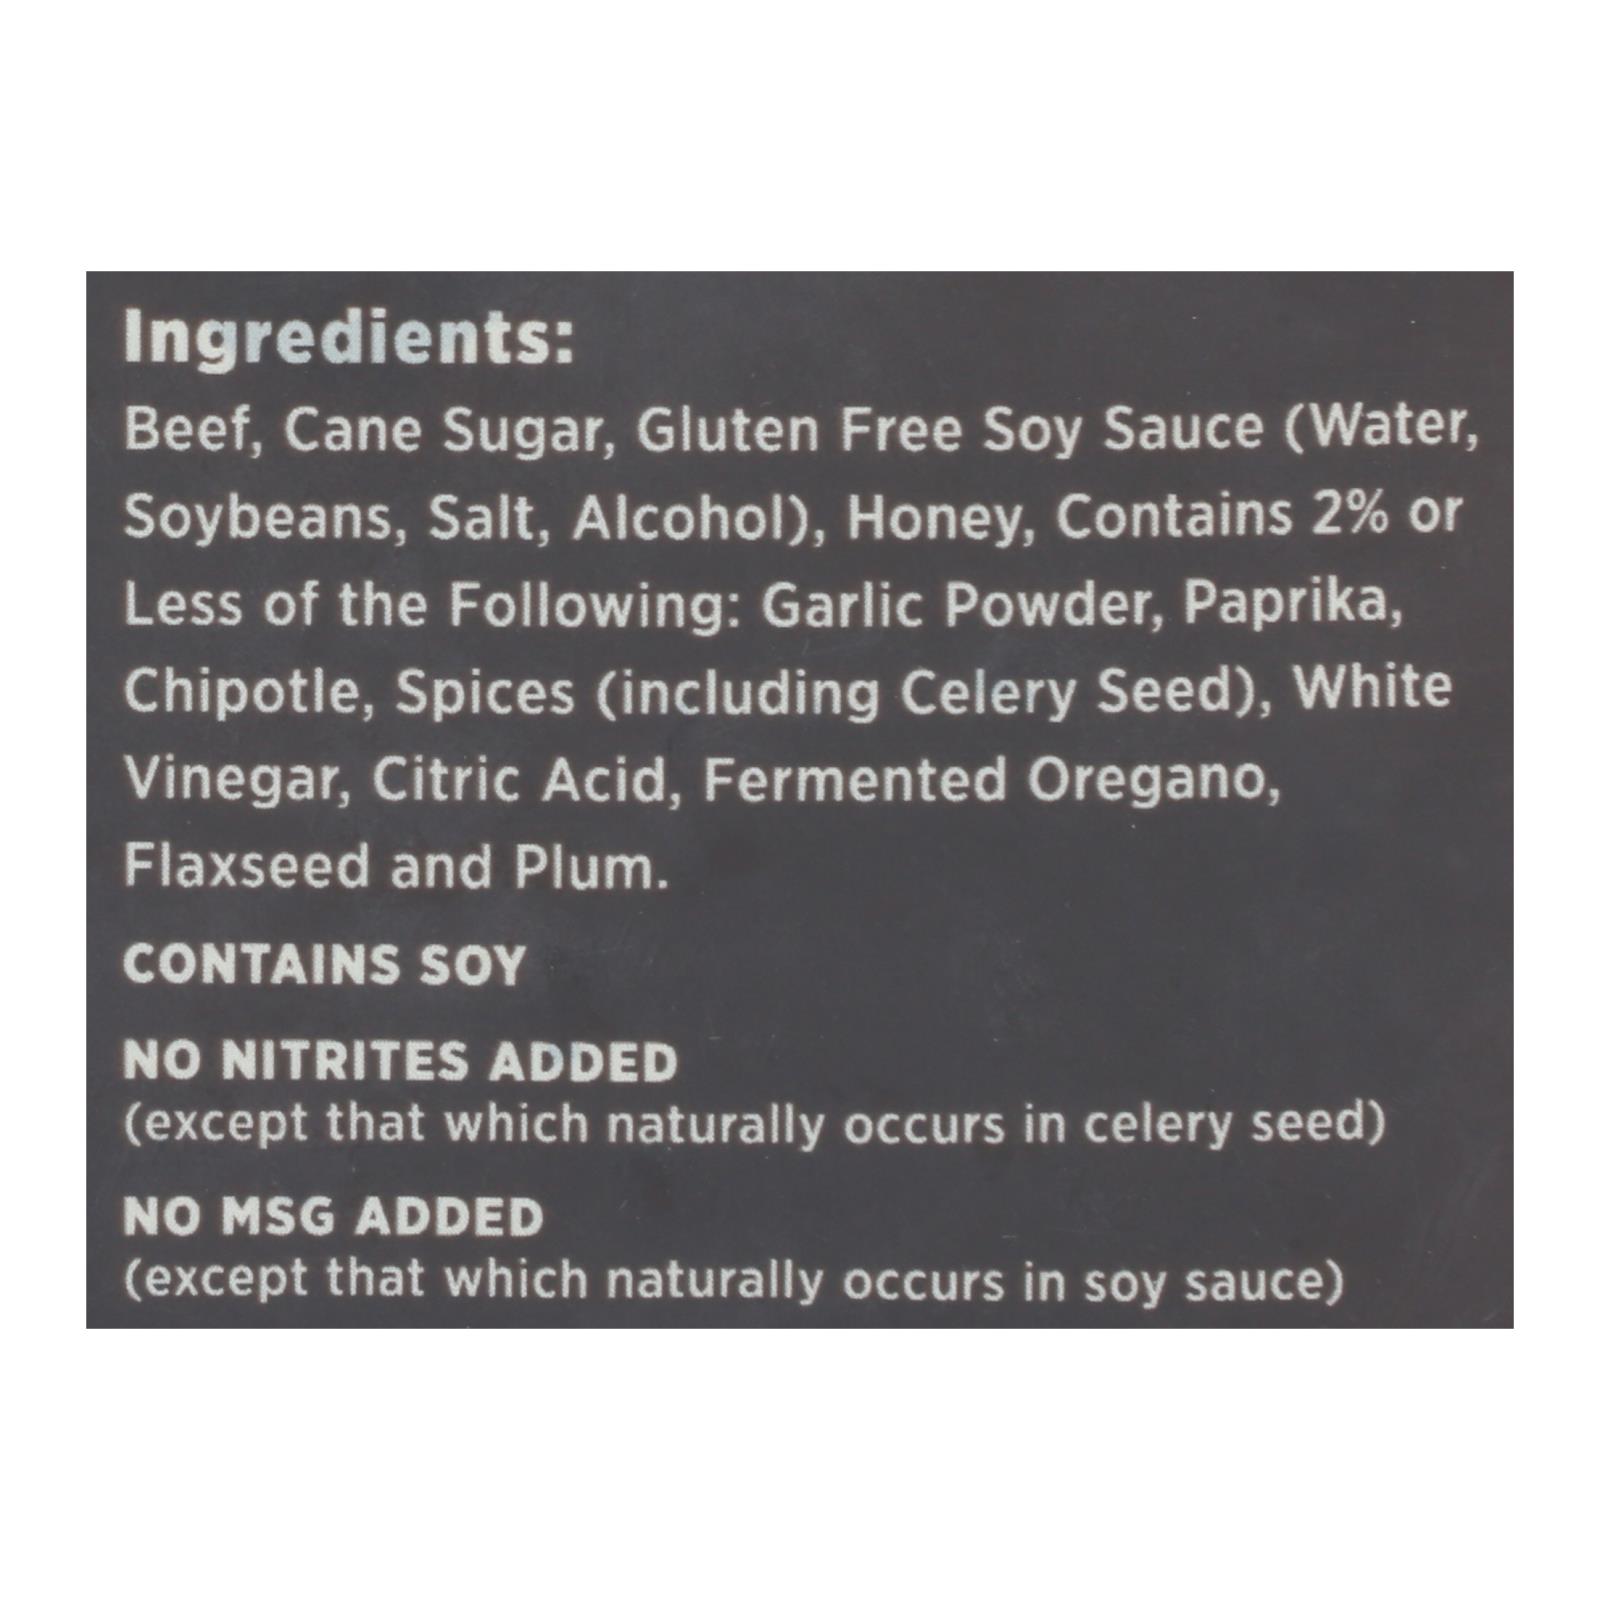 Ingredients:
Beef, Cane Sugar, Gluten Free Soy Sauce (Water,
Soybeans, Salt, Alcohol), Honey, Contains 2% or
Less of the Following: Garlic Powder, Paprika,
Chipotle, Spices (including Celery Seed), White
Vinegar, Citric Acid, Fermented Oregano,
Flaxseed and Plum.
CONTAINS SOY
NO NITRITES ADDED
(except that which naturally occurs in celery seed)
NO MSG ADDED
(except that which naturally occurs in soy sauce)